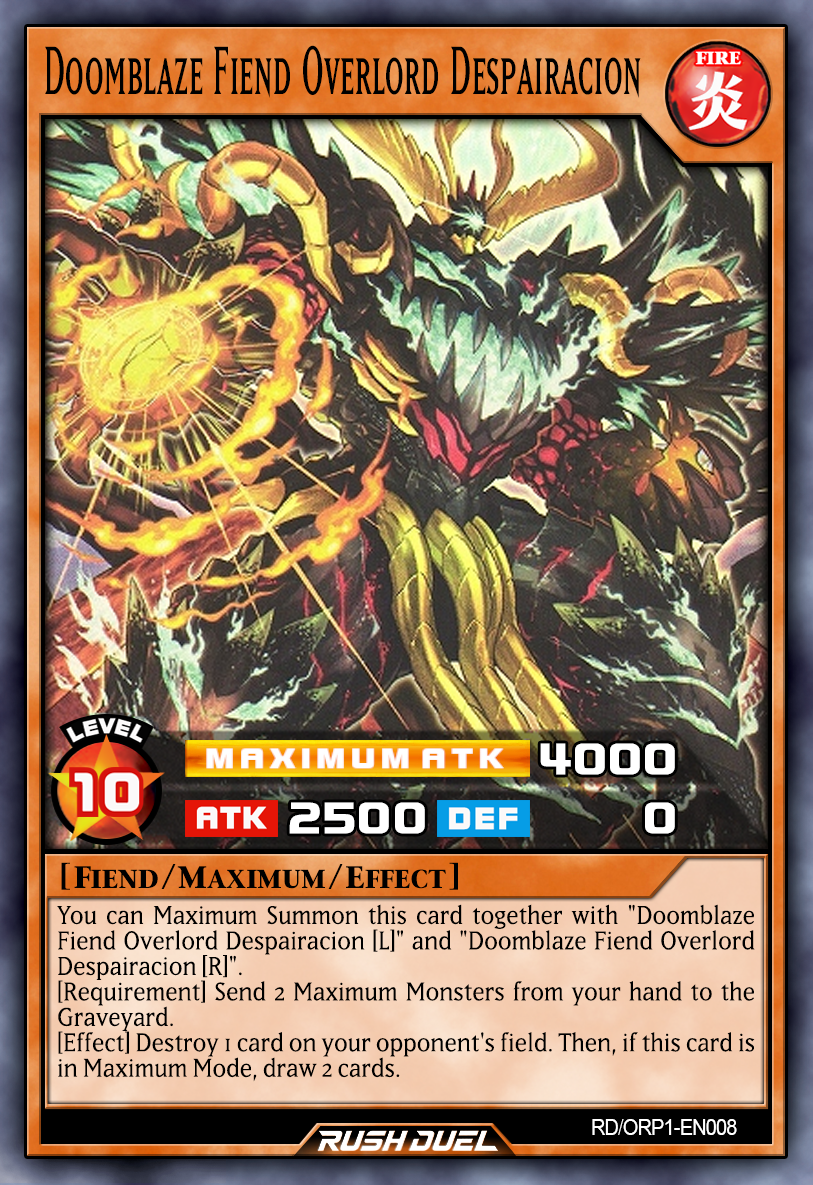 Doomblaze Fiend Overlord Despairacion
FIRE
炎
LEVEL
10
MAXIMUM ATK 4000
ATK 2500 DEF 0
[Fiend/Maximum/Effect]
You can Maximum Summon this card together with "Doomblaze
Fiend Overlord Despairacion [L]" and "Doomblaze Fiend Overlord
Despairacion [R]".
[Requirement] Send 2 Maximum Monsters from your hand to the
Graveyard.
[Effect] Destroy 1 card on your opponent's field. Then, if this card is
in Maximum Mode, draw 2 cards.
RD/ORP1-EN008
RUSH DUEL